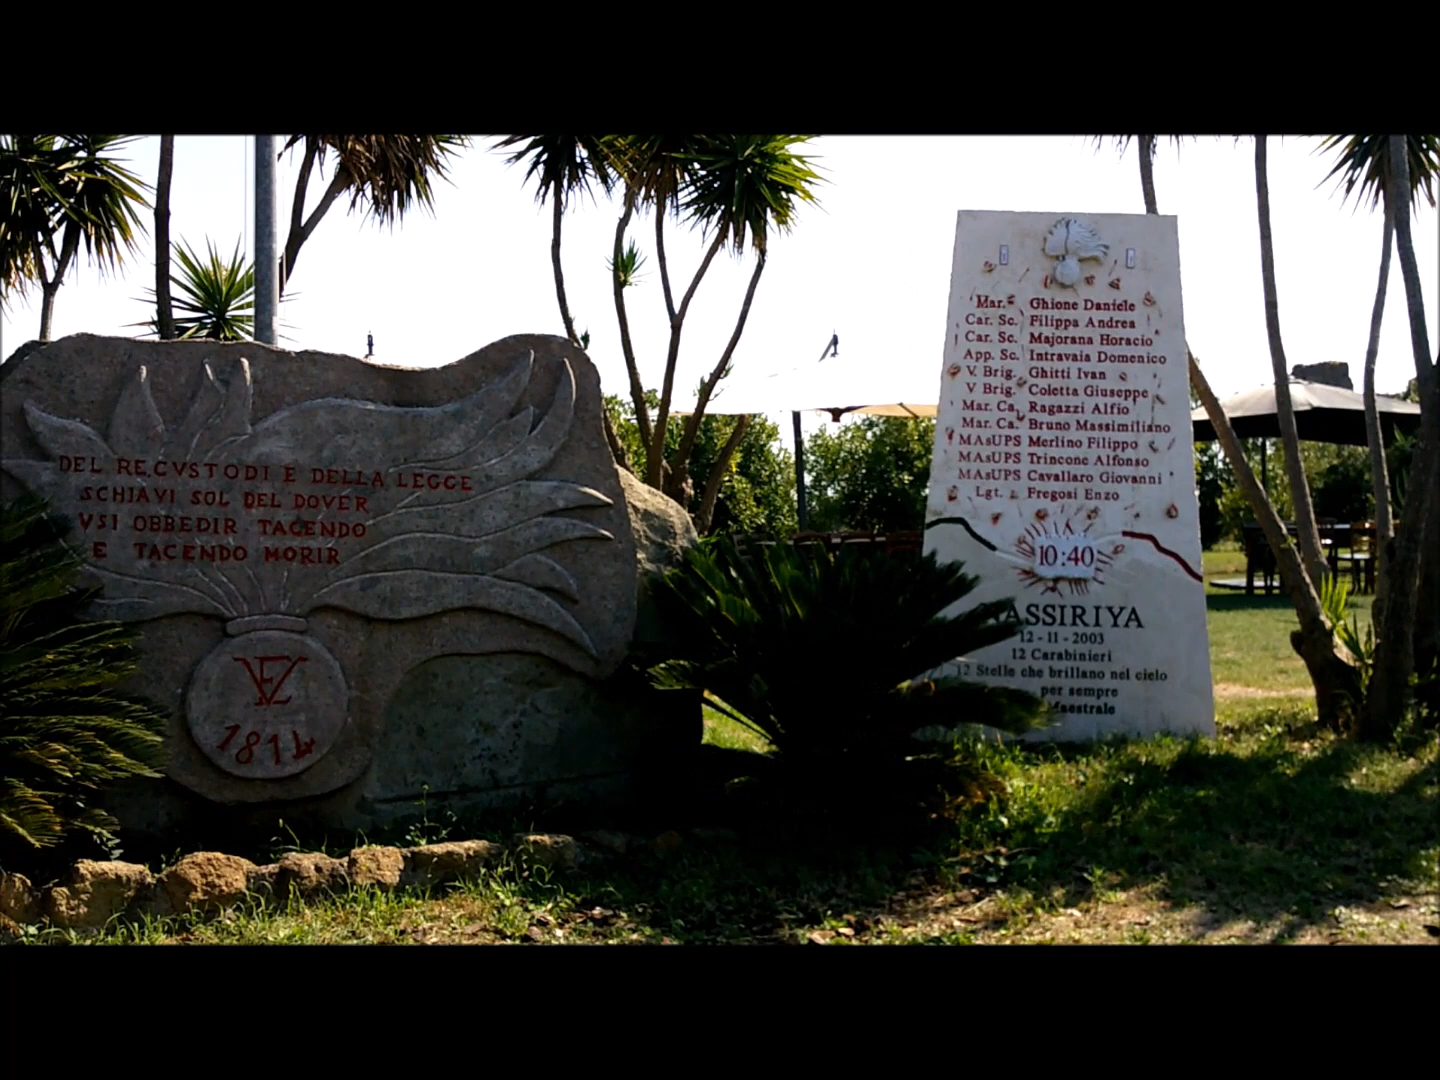 DEL RE CVSTODI E DELLA LEGGE
SCHIAVI SOL DEL DOVER
VSI OBBEDIR TACENDO
E TACENDO MORIR
VE
1814
Mar. Ghione Daniele
Car. Sc. Filippa Andrea
Car. Sc. Majorana Horacio
App. Sc. Intravaia Domenico
V. Brig. Ghitti Ivan
V Brig. Coletta Giuseppe
Mar. Ca. Ragazzi Alfio
Mar. Ca. Bruno Massimiliano
MAsUPS Merlino Filippo
MAsUPS Trincone Alfonso
MAsUPS Cavallaro Giovanni
Lgt. Fregosi Enzo
10:40
ASSIRIYA
12-11-2003
12 Carabinieri
12 Stelle che brillano nel cielo
per sempre
Maestrale